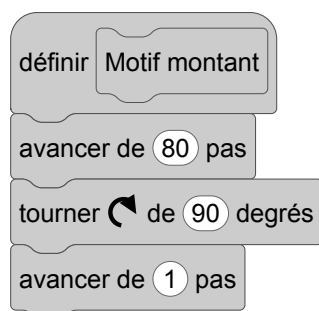 définir Motif montant
avancer de 80 pas
tourner de 90 degrés
avancer de 1 pas